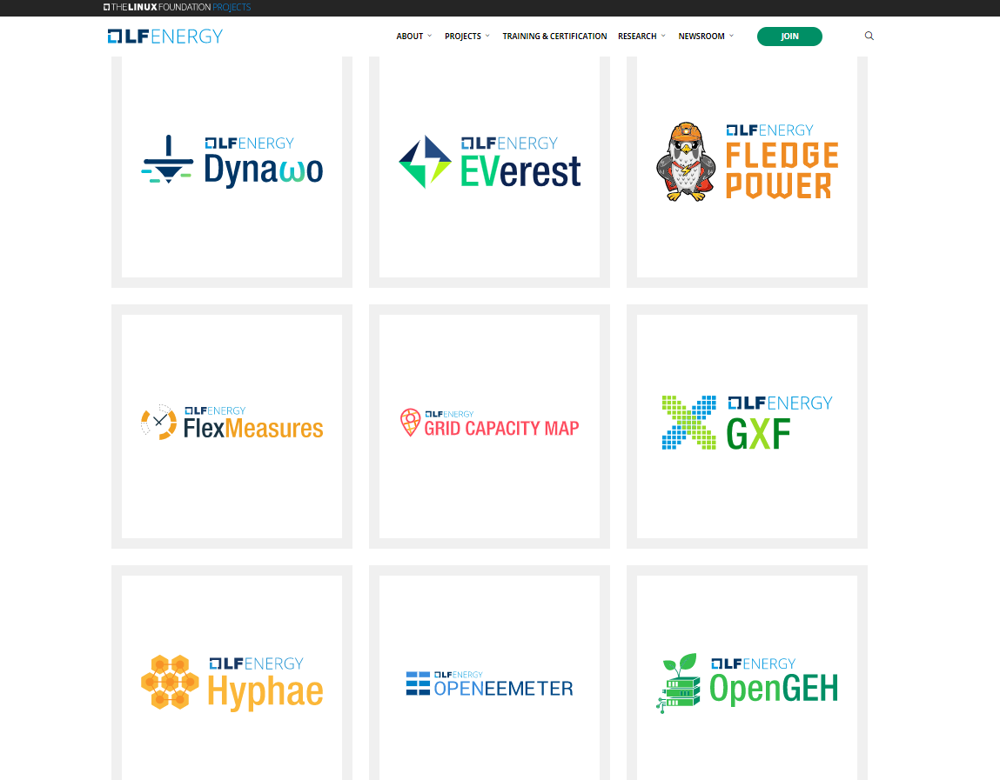 THE LINUX FOUNDATION PROJECTS
LF ENERGY
ABOUT PROJECTS TRAINING & CERTIFICATION RESEARCH NEWSROOM JOIN
LF ENERGY
Dynaωo
LF ENERGY
EVerest
LF ENERGY
FLEDGE
POWER
LF ENERGY
FlexMeasures
LF ENERGY
GRID CAPACITY MAP
LF ENERGY
GXF
LF ENERGY
Hyphae
LF ENERGY
OPENEEMETER
LF ENERGY
OpenGEH